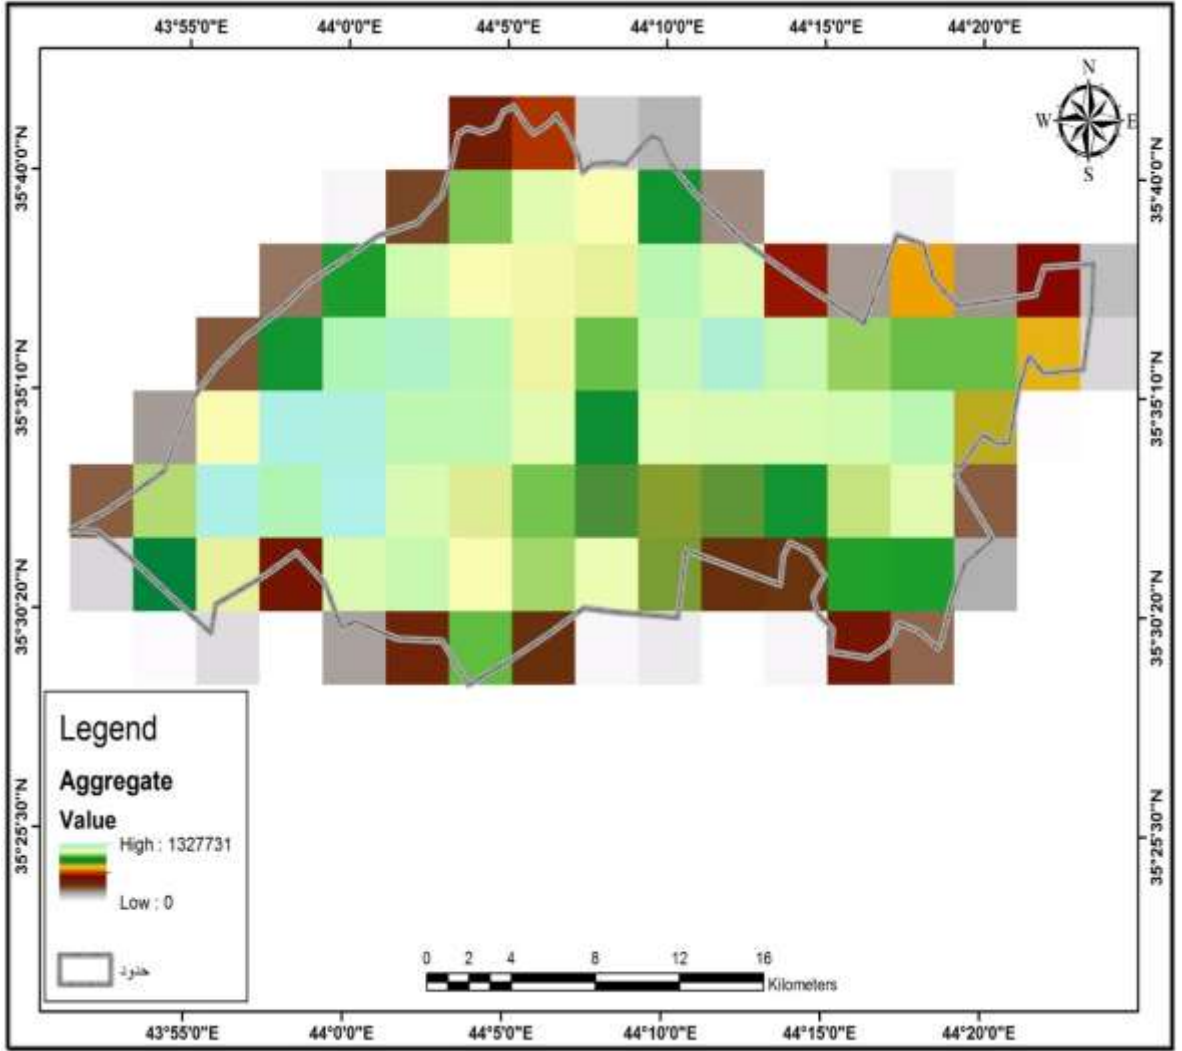 43°55'0"E 44°0'0"E 44°5'0"E 44°10'0"E 44°15'0"E 44°20'0"E
N
W E
S
35°40'0"N 35°40'0"N
35°35'10"N 35°35'10"N
35°30'20"N 35°30'20"N
35°25'30"N 35°25'30"N
Legend
Aggregate
Value
High : 1327731
Low : 0
حدود
0 2 4 8 12 16
Kilometers
43°55'0"E 44°0'0"E 44°5'0"E 44°10'0"E 44°15'0"E 44°20'0"E